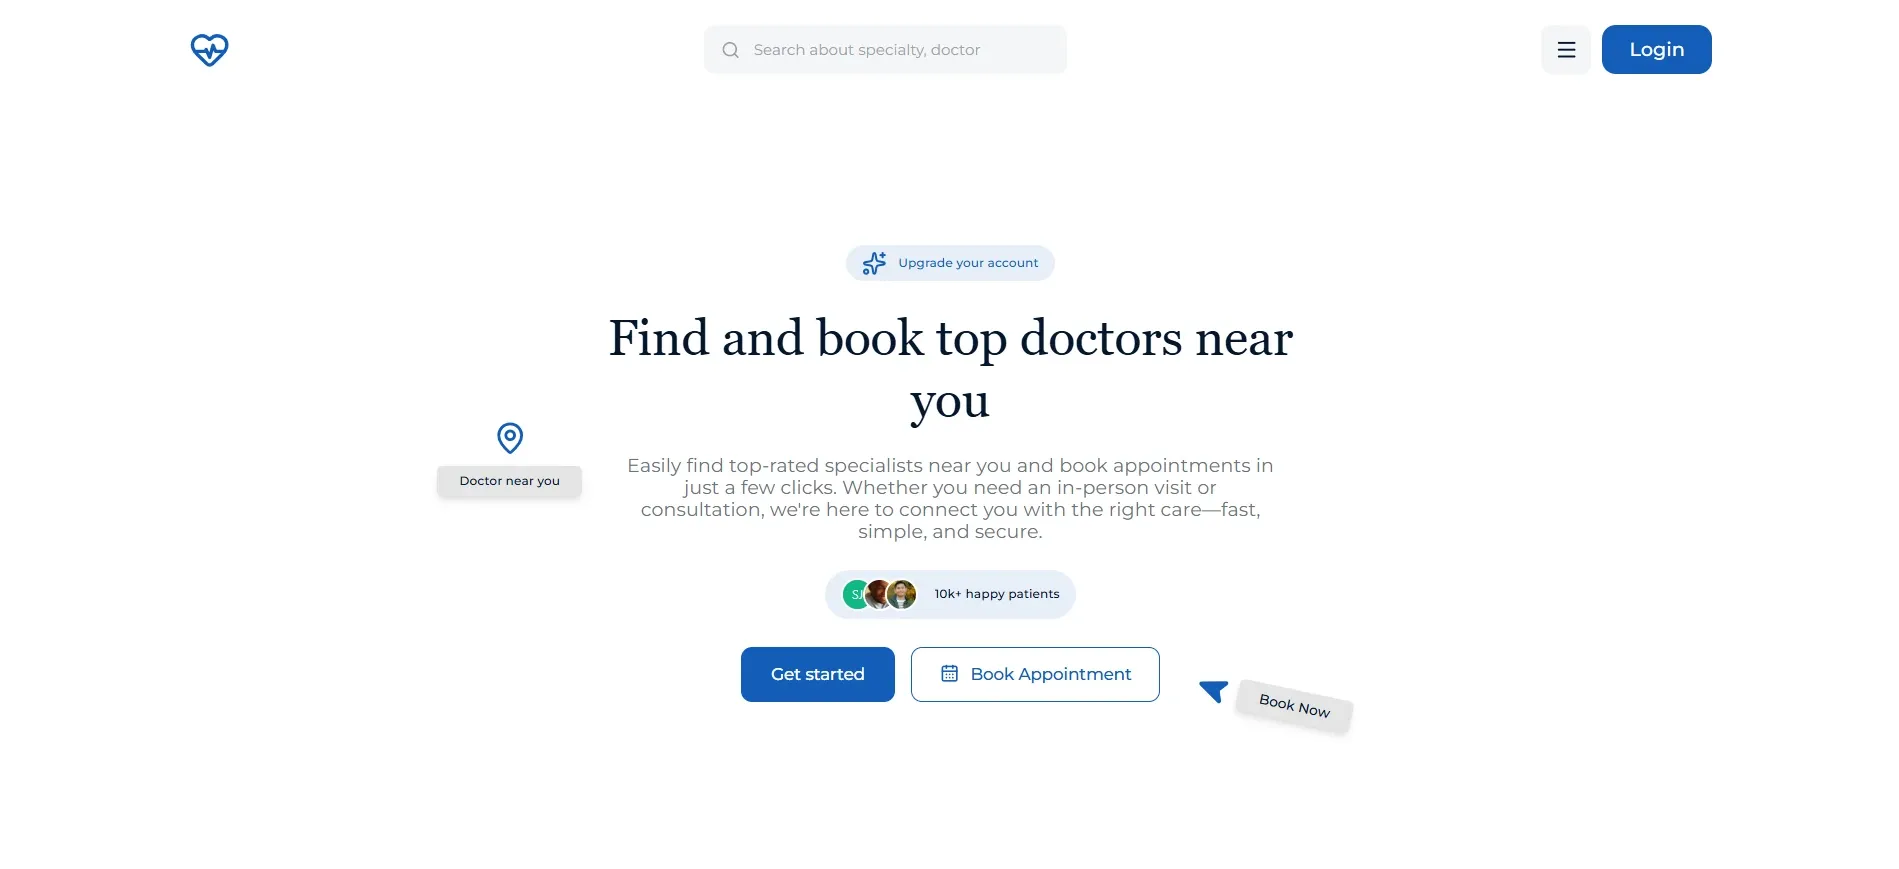 Search about specialty, doctor
Login
Upgrade your account
Find and book top doctors near
you
Doctor near you
Easily find top-rated specialists near you and book appointments in
just a few clicks. Whether you need an in-person visit or
consultation, we're here to connect you with the right care—fast,
simple, and secure.
SJ
10k+ happy patients
Get started
Book Appointment
Book Now